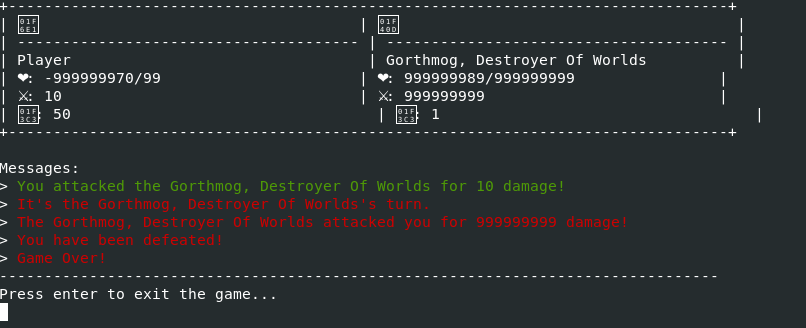 +--------------------------------------------------------------------------------+
| 01F6E1 | 01F40D |
| -------------------------------------- | -------------------------------------- |
| Player | Gorthmog, Destroyer Of Worlds |
| ❤: -999999970/99 | ❤: 999999989/999999999 |
| ⚔: 10 | ⚔: 999999999 |
| 01F3C3: 50 | 01F3C3: 1 |
+--------------------------------------------------------------------------------+
Messages:
> You attacked the Gorthmog, Destroyer Of Worlds for 10 damage!
> It's the Gorthmog, Destroyer Of Worlds's turn.
> The Gorthmog, Destroyer Of Worlds attacked you for 999999999 damage!
> You have been defeated!
> Game Over!
--------------------------------------------------------------------------------
Press enter to exit the game...